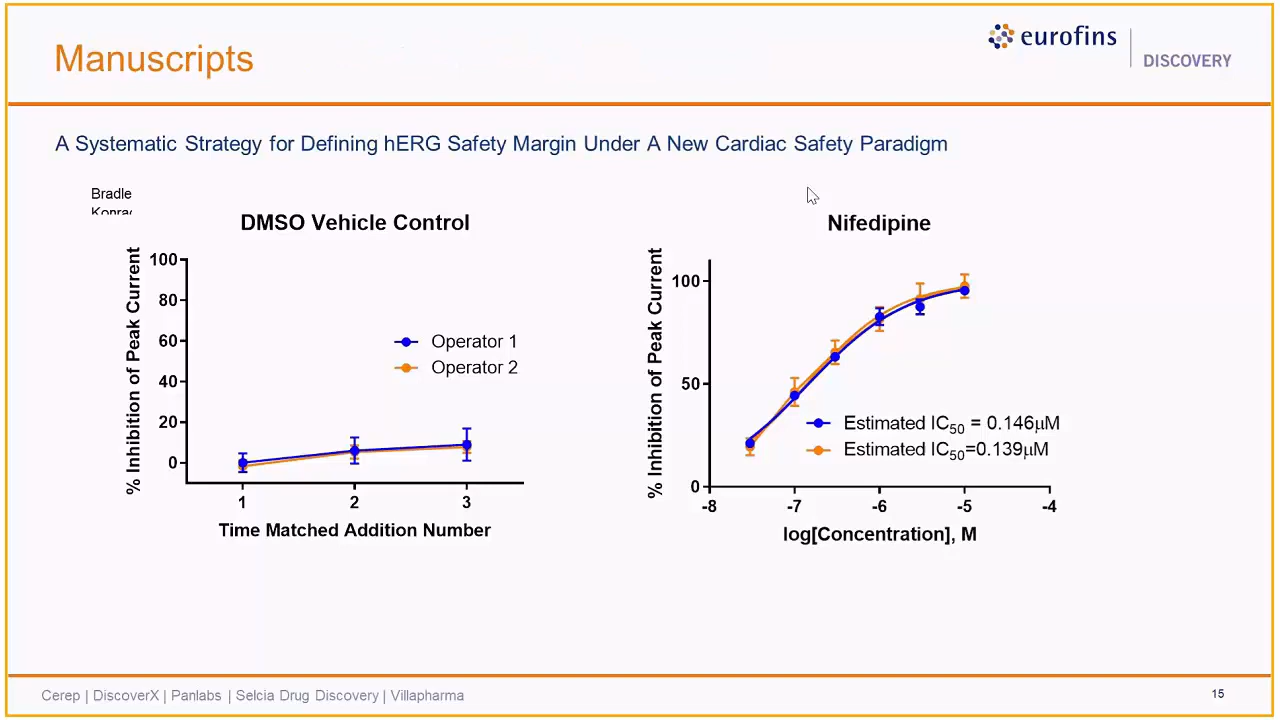 Manuscripts
eurofins
DISCOVERY
A Systematic Strategy for Defining hERG Safety Margin Under A New Cardiac Safety Paradigm
Bradle
DMSO Vehicle Control
% Inhibition of Peak Current
100
80
60
40
20
0
Operator 1
Operator 2
1 2 3
Time Matched Addition Number
Nifedipine
% Inhibition of Peak Current
100
50
0
Estimated IC50 = 0.146µM
Estimated IC50=0.139µM
-8 -7 -6 -5 -4
log[Concentration], M
Cerep | DiscoverX | Panlabs | Selcia Drug Discovery | Villapharma
15